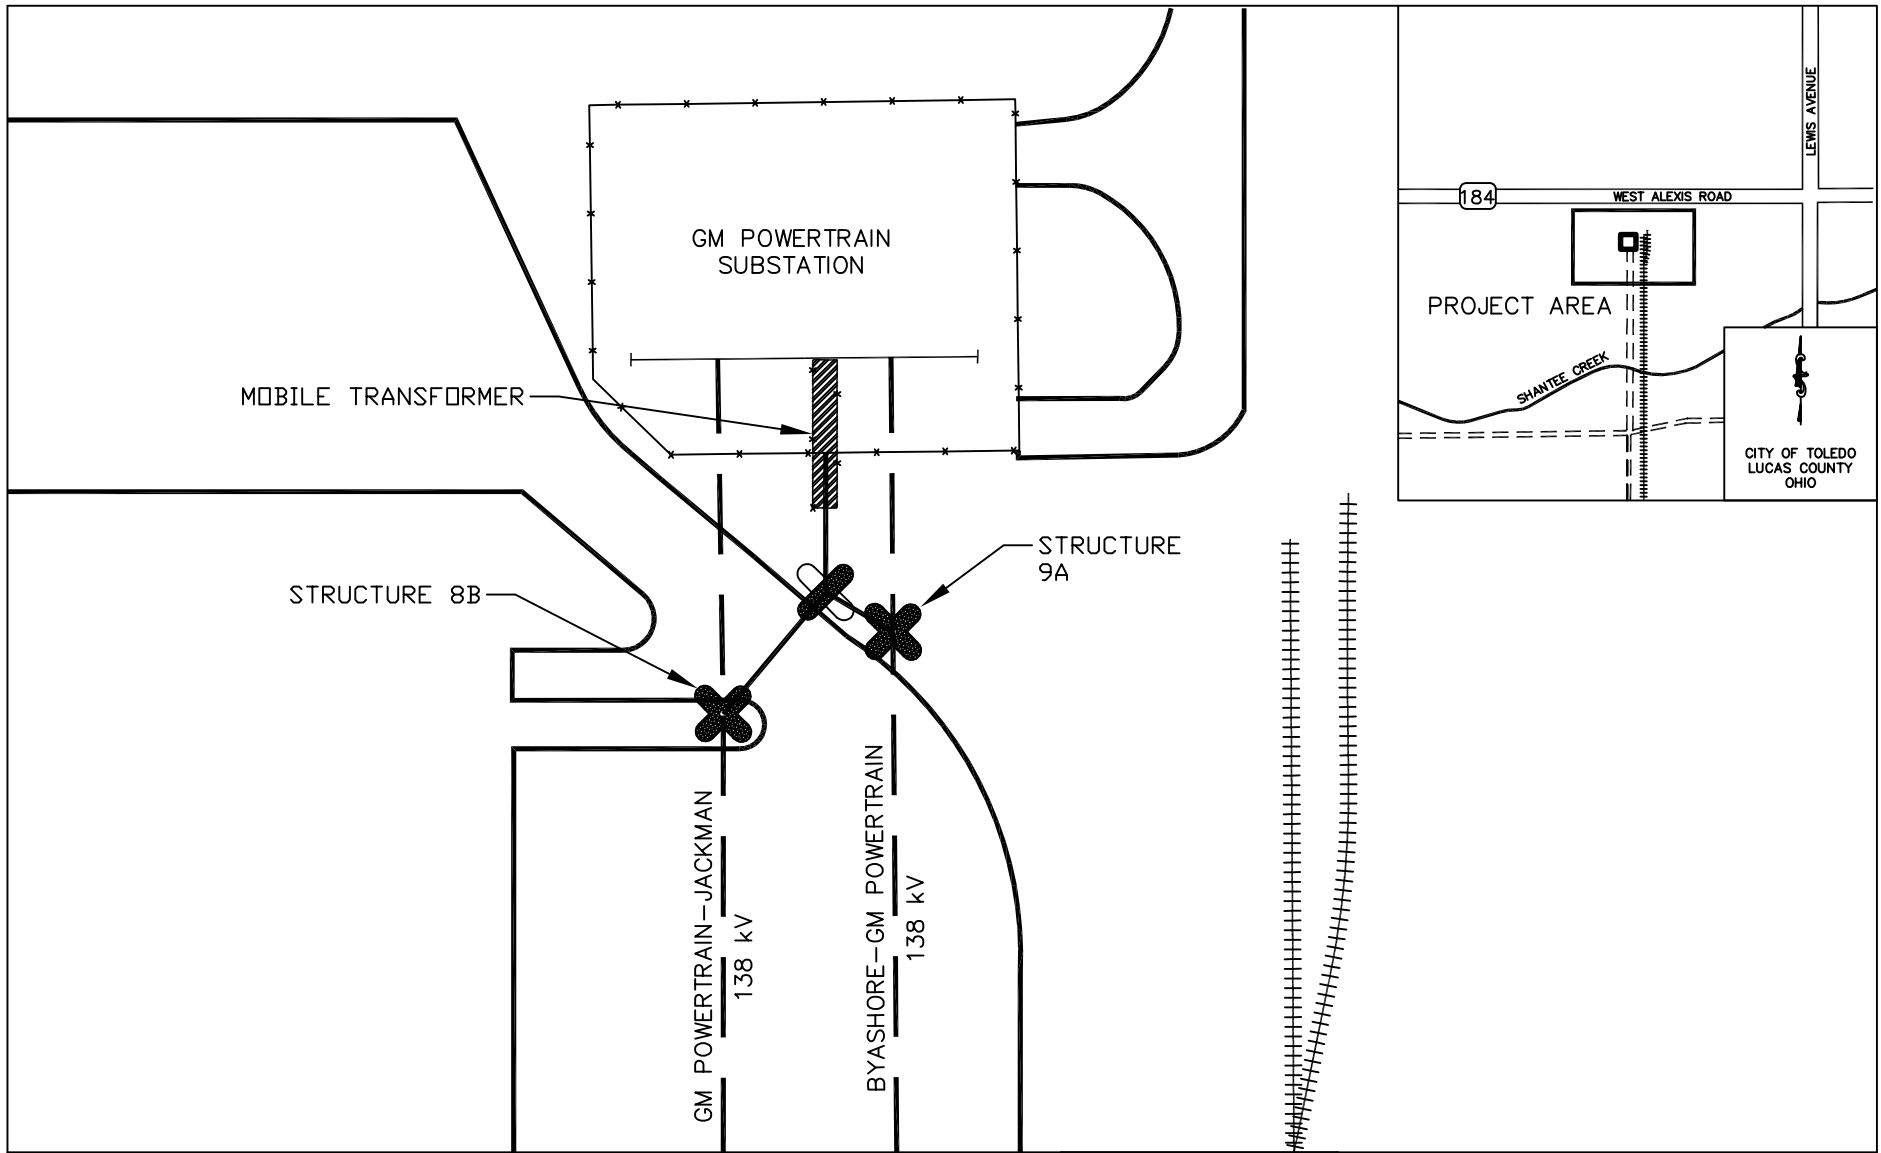 GM POWERTRAIN
SUBSTATION
MOBILE TRANSFORMER
STRUCTURE 8B
STRUCTURE
9A
GM POWERTRAIN-JACKMAN
138 kV
BYASHORE-GM POWERTRAIN
138 kV
LEWIS AVENUE
184
WEST ALEXIS ROAD
PROJECT AREA
SHANTEE CREEK
CITY OF TOLEDO
LUCAS COUNTY
OHIO